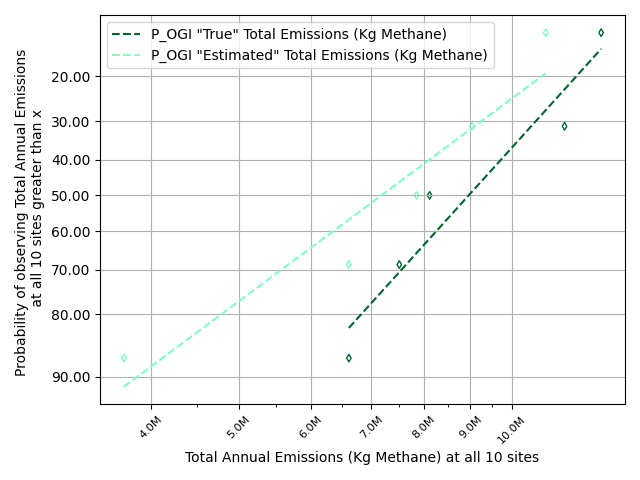 P_OGI "True" Total Emissions (Kg Methane)
P_OGI "Estimated" Total Emissions (Kg Methane)
Probability of observing Total Annual Emissions
at all 10 sites greater than x
20.00
30.00
40.00
50.00
60.00
70.00
80.00
90.00
4.0M
5.0M
6.0M
7.0M
8.0M
9.0M
10.0M
Total Annual Emissions (Kg Methane) at all 10 sites